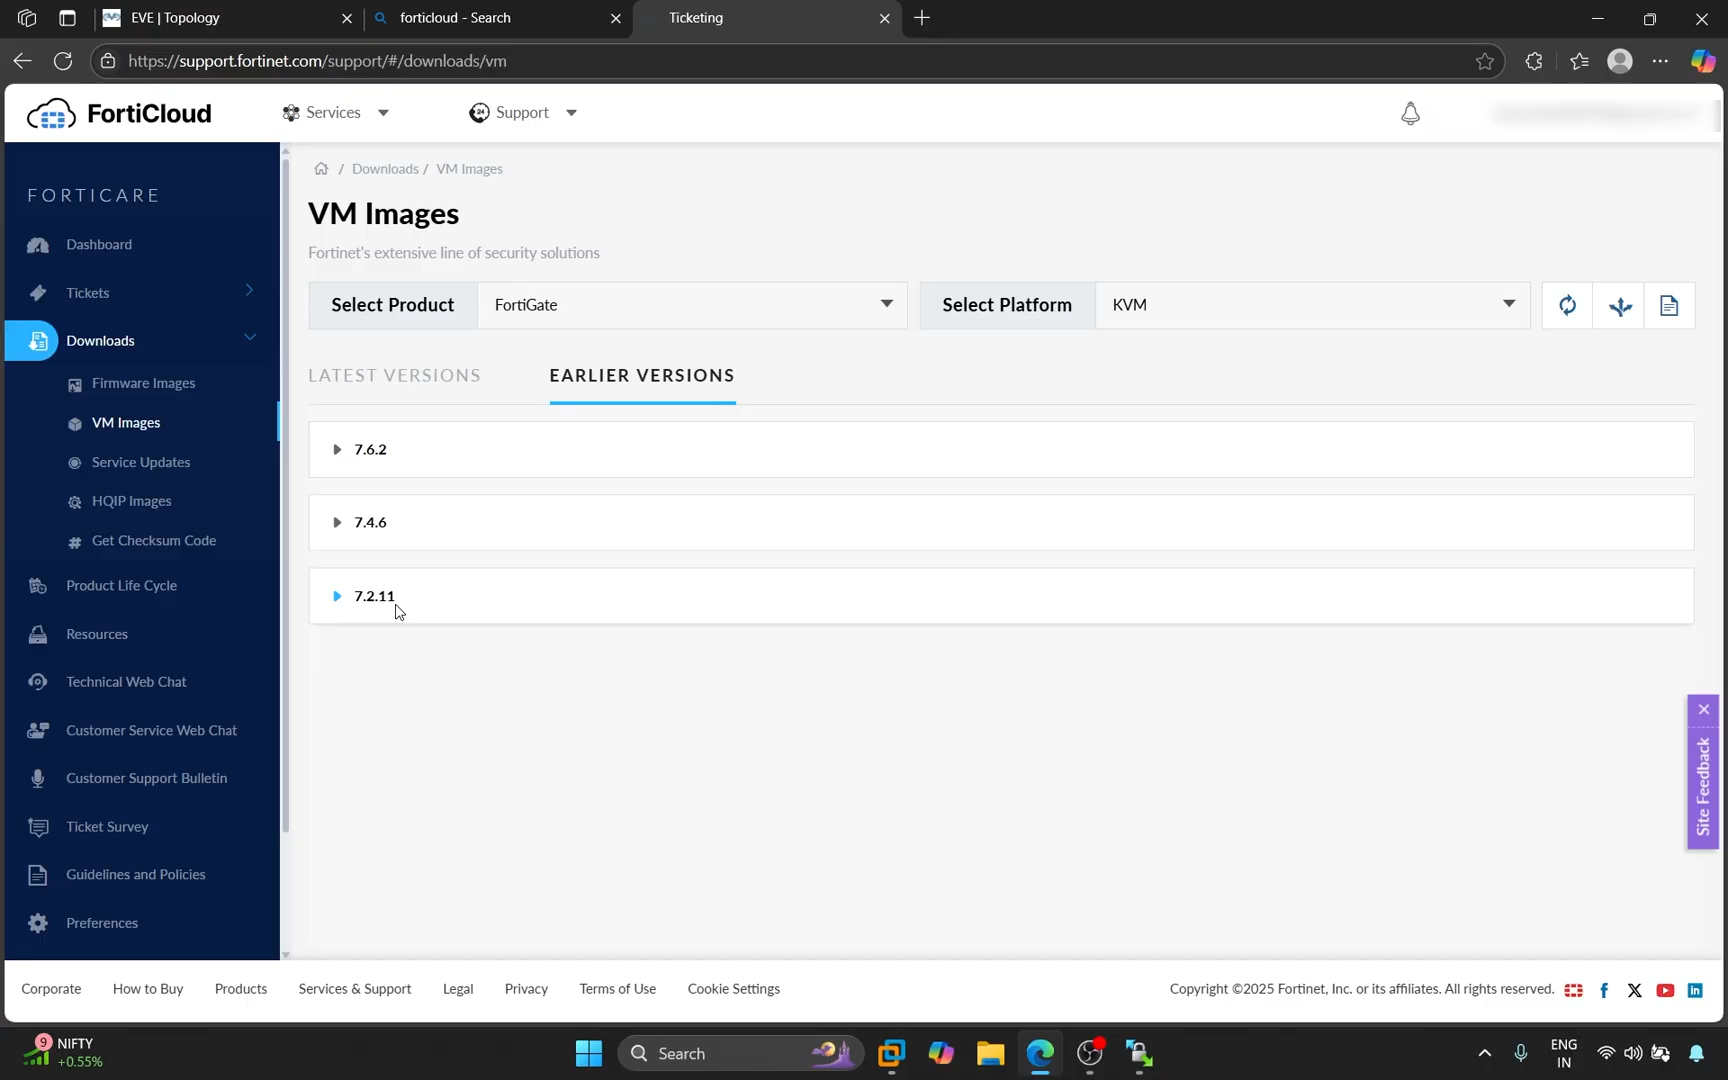 EVE | Topology
forticloud - Search
Ticketing
https://support.fortinet.com/support/#/downloads/vm
FortiCloud
Services
24
Support
FORTICARE
Dashboard
Tickets
Downloads
Firmware Images
VM Images
Service Updates
HQIP Images
Get Checksum Code
Product Life Cycle
Resources
Technical Web Chat
Customer Service Web Chat
Customer Support Bulletin
Ticket Survey
Guidelines and Policies
Preferences
/ Downloads / VM Images
VM Images
Fortinet's extensive line of security solutions
Select Product FortiGate
Select Platform KVM
LATEST VERSIONS EARLIER VERSIONS
7.6.2
7.4.6
7.2.11
Site Feedback
Corporate How to Buy Products Services & Support Legal Privacy Terms of Use Cookie Settings
Copyright ©2025 Fortinet, Inc. or its affiliates. All rights reserved.
9 NIFTY
+0.55%
Search
ENG
IN